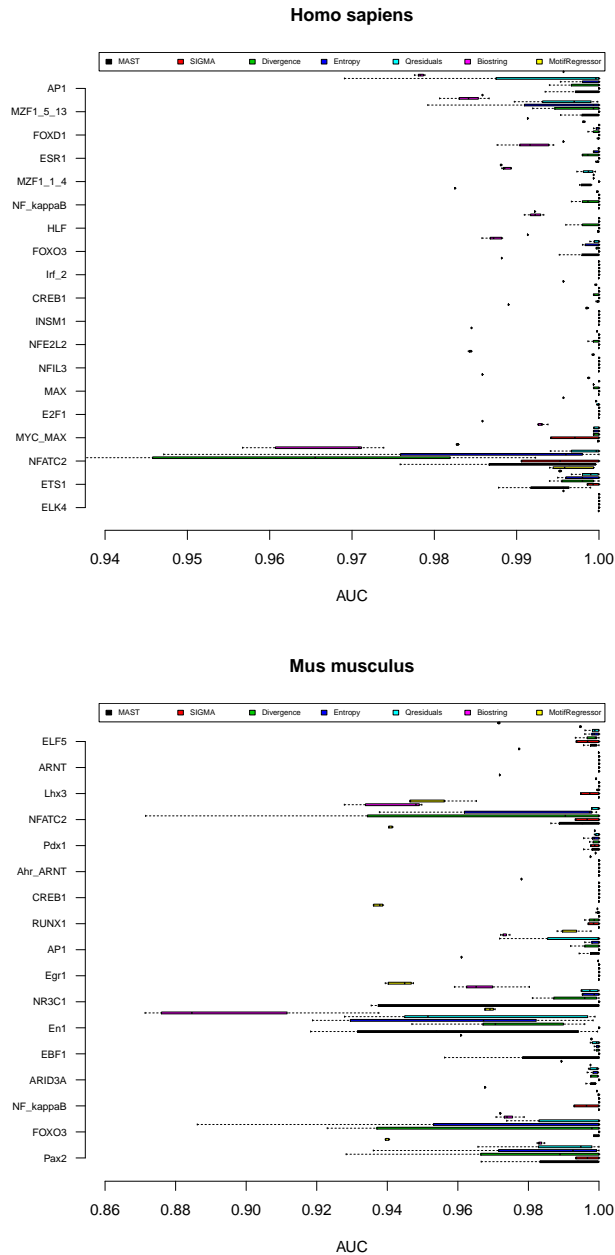 Homo sapiens
MAST SIGMA Divergence Entropy Qresiduals Biostring MotifRegressor
AP1
MZF1_5_13
FOXD1
ESR1
MZF1_1_4
NF_kappaB
HLF
FOXO3
Irf_2
CREB1
INSM1
NFE2L2
NFIL3
MAX
E2F1
MYC_MAX
NFATC2
ETS1
ELK4
0.94 0.95 0.96 0.97 0.98 0.99 1.00
AUC
Mus musculus
MAST SIGMA Divergence Entropy Qresiduals Biostring MotifRegressor
ELF5
ARNT
Lhx3
NFATC2
Pdx1
Ahr_ARNT
CREB1
RUNX1
AP1
Egr1
NR3C1
En1
EBF1
ARID3A
NF_kappaB
FOXO3
Pax2
0.86 0.88 0.90 0.92 0.94 0.96 0.98 1.00
AUC